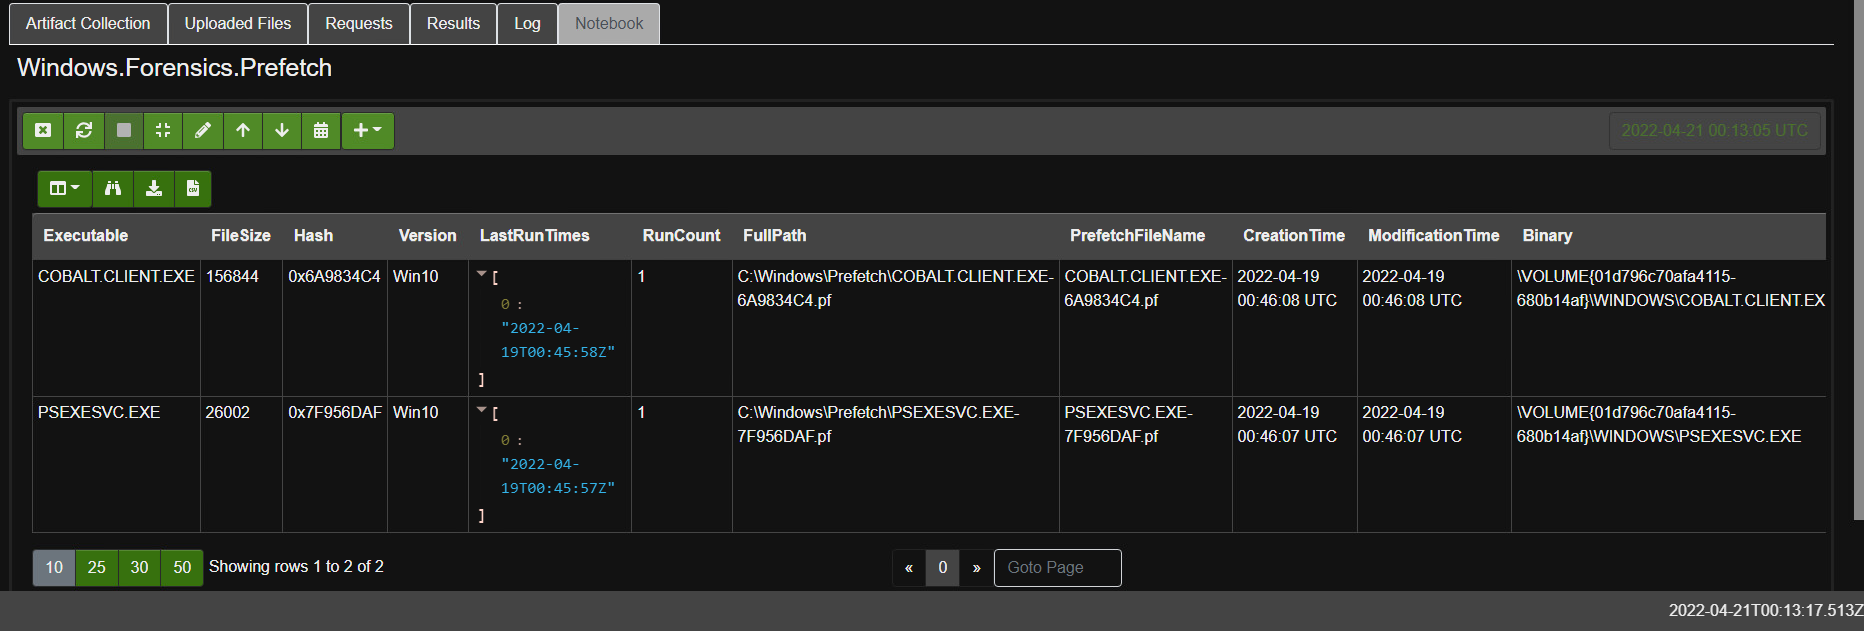 Artifact Collection Uploaded Files Requests Results Log Notebook
Windows.Forensics.Prefetch
2022-04-21 00:13:05 UTC
Executable FileSize Hash Version LastRunTimes RunCount FullPath PrefetchFileName CreationTime ModificationTime Binary
COBALT.CLIENT.EXE 156844 0x6A9834C4 Win10 [ 1 C:\Windows\Prefetch\COBALT.CLIENT.EXE- COBALT.CLIENT.EXE- 2022-04-19 2022-04-19 \VOLUME{01d796c70afa4115-
0 : 6A9834C4.pf 6A9834C4.pf 00:46:08 UTC 00:46:08 UTC 680b14af}\WINDOWS\COBALT.CLIENT.EX
"2022-04-
19T00:45:58Z"
]
PSEXESVC.EXE 26002 0x7F956DAF Win10 [ 1 C:\Windows\Prefetch\PSEXESVC.EXE- PSEXESVC.EXE- 2022-04-19 2022-04-19 \VOLUME{01d796c70afa4115-
0 : 7F956DAF.pf 7F956DAF.pf 00:46:07 UTC 00:46:07 UTC 680b14af}\WINDOWS\PSEXESVC.EXE
"2022-04-
19T00:45:57Z"
]
10 25 30 50 Showing rows 1 to 2 of 2 « 0 » Goto Page
2022-04-21T00:13:17.513Z